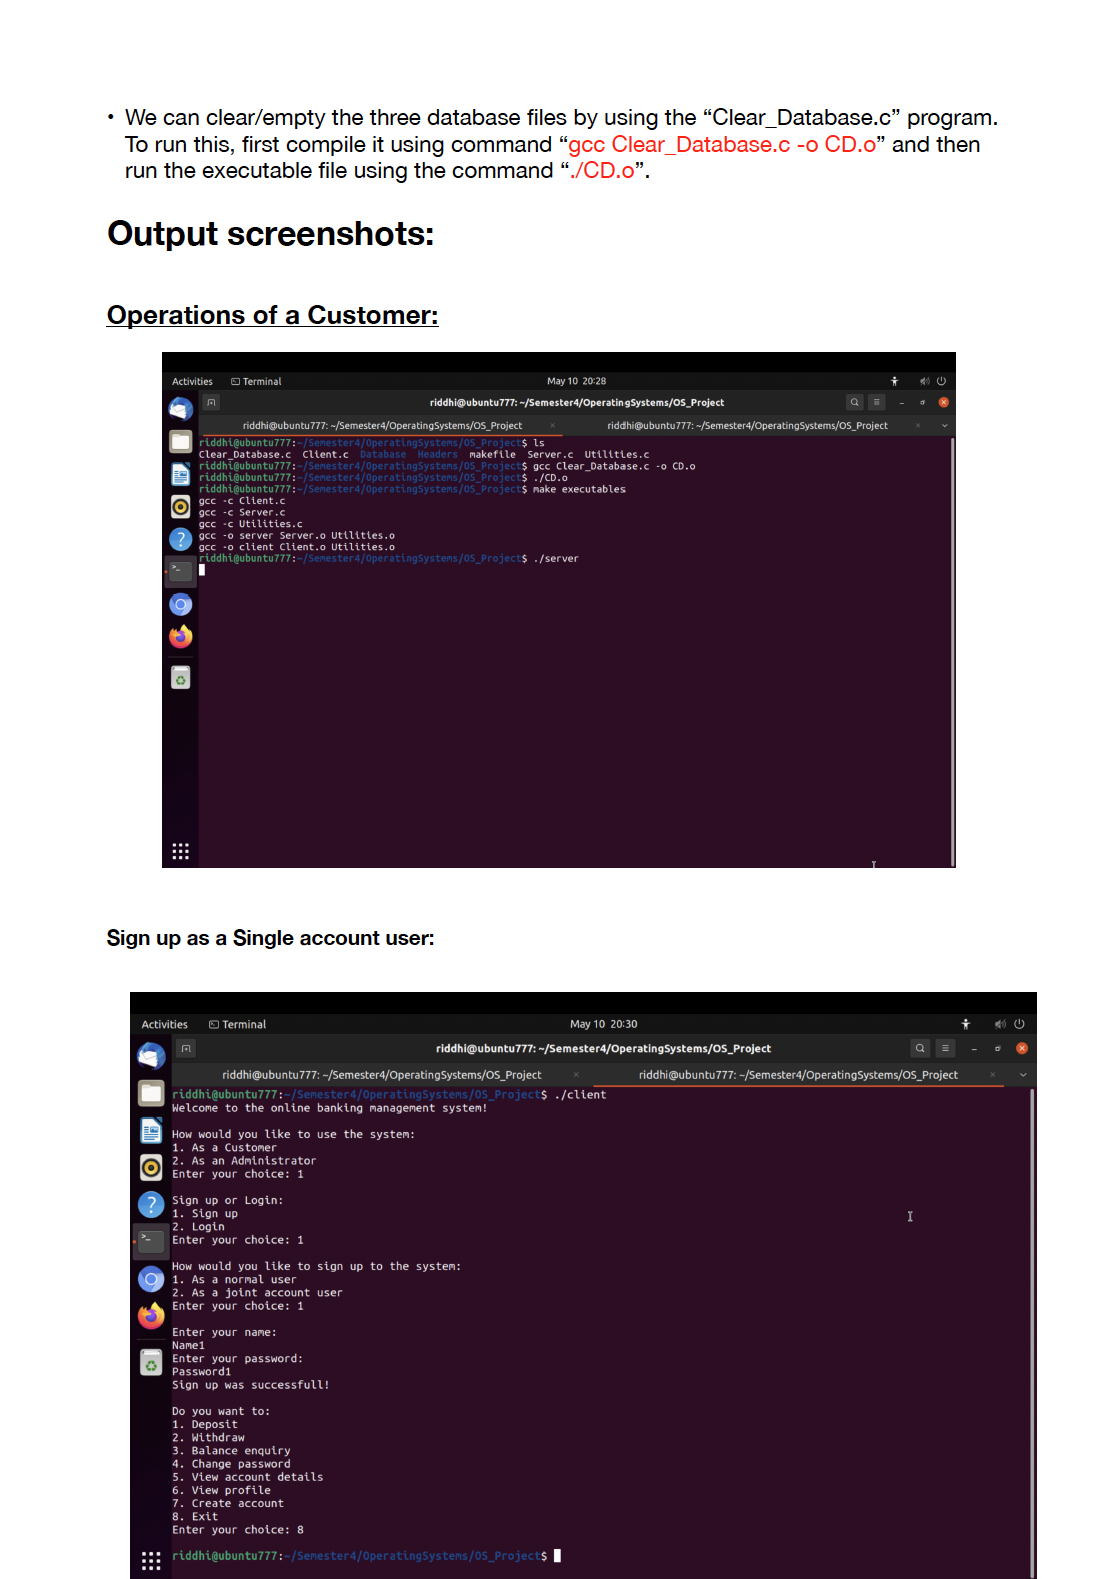 • We can clear/empty the three database files by using the “Clear_Database.c” program.
To run this, first compile it using command “gcc Clear_Database.c -o CD.o” and then
run the executable file using the command “./CD.o”.
Output screenshots:
Operations of a Customer:
Activities Terminal May 10 20:28
riddhi@ubuntu777: ~/Semester4/OperatingSystems/OS_Project
riddhi@ubuntu777: ~/Semester4/OperatingSystems/OS_Project × riddhi@ubuntu777: ~/Semester4/OperatingSystems/OS_Project ×
riddhi@ubuntu777:~/Semester4/OperatingSystems/OS_Project$ ls
Clear_Database.c Client.c Database Headers makefile Server.c Utilities.c
riddhi@ubuntu777:~/Semester4/OperatingSystems/OS_Project$ gcc Clear_Database.c -o CD.o
riddhi@ubuntu777:~/Semester4/OperatingSystems/OS_Project$ ./CD.o
riddhi@ubuntu777:~/Semester4/OperatingSystems/OS_Project$ make executables
gcc -c Client.c
gcc -c Server.c
gcc -c Utilities.c
gcc -o server Server.o Utilities.o
gcc -o client Client.o Utilities.o
riddhi@ubuntu777:~/Semester4/OperatingSystems/OS_Project$ ./server
Sign up as a Single account user:
Activities Terminal May 10 20:30
riddhi@ubuntu777: ~/Semester4/OperatingSystems/OS_Project
riddhi@ubuntu777: ~/Semester4/OperatingSystems/OS_Project × riddhi@ubuntu777: ~/Semester4/OperatingSystems/OS_Project ×
riddhi@ubuntu777:~/Semester4/OperatingSystems/OS_Project$ ./client
Welcome to the online banking management system!
How would you like to use the system:
1. As a Customer
2. As an Administrator
Enter your choice: 1
Sign up or Login:
1. Sign up
2. Login
Enter your choice: 1
How would you like to sign up to the system:
1. As a normal user
2. As a joint account user
Enter your choice: 1
Enter your name:
Name1
Enter your password:
Password1
Sign up was successfull!
Do you want to:
1. Deposit
2. Withdraw
3. Balance enquiry
4. Change password
5. View account details
6. View profile
7. Create account
8. Exit
Enter your choice: 8
riddhi@ubuntu777:~/Semester4/OperatingSystems/OS_Project$